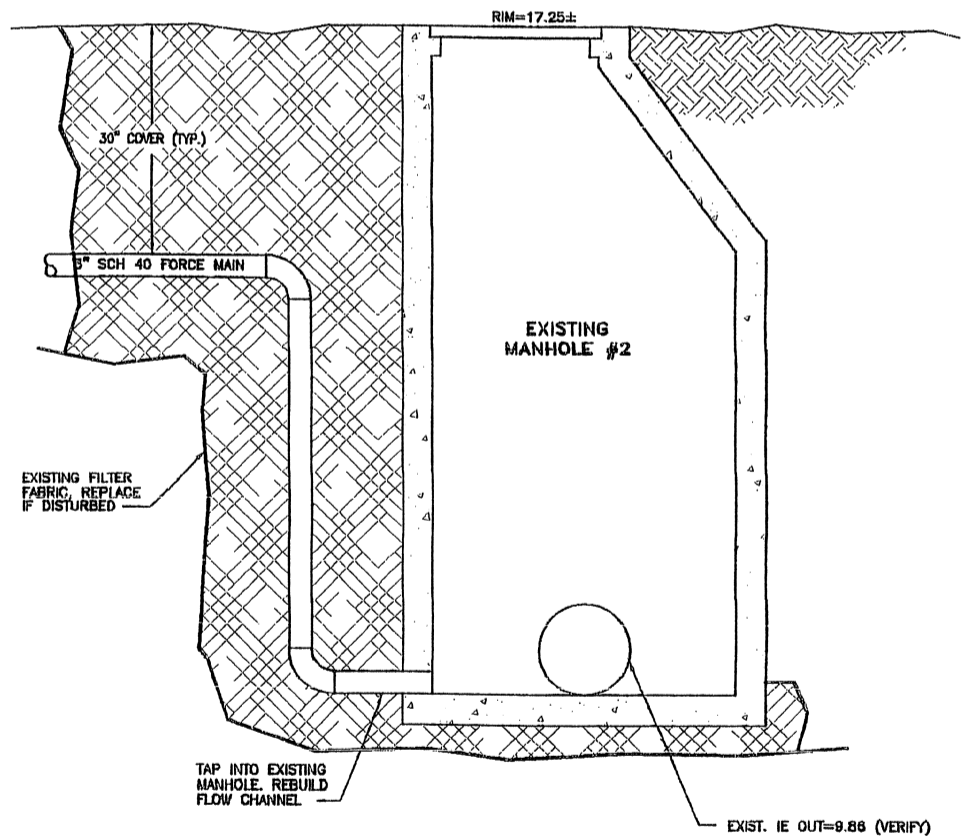 RIM=17.25±
30" COVER (TYP.)
3" SCH 40 FORCE MAIN
EXISTING
MANHOLE #2
EXISTING FILTER
FABRIC, REPLACE
IF DISTURBED
TAP INTO EXISTING
MANHOLE. REBUILD
FLOW CHANNEL
EXIST. IE OUT=9.86 (VERIFY)